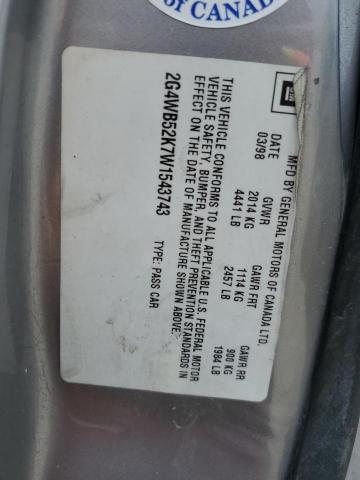 of CANADA
GM
MFD BY GENERAL MOTORS OF CANADA LTD.
DATE GVWR GAWR FRT GAWR RR
03/98 2014 KG 1114 KG 900 KG
4441 LB 2457 LB 1984 LB
THIS VEHICLE CONFORMS TO ALL APPLICABLE U.S. FEDERAL MOTOR
VEHICLE SAFETY, BUMPER, AND THEFT PREVENTION STANDARDS IN
EFFECT ON THE DATE OF MANUFACTURE SHOWN ABOVE.
2G4WB52K7W1543743 TYPE: PASS CAR